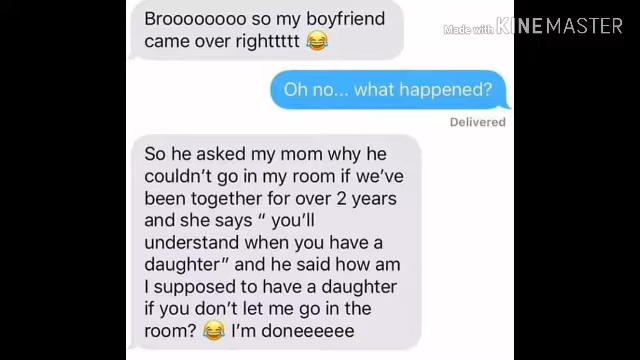 Broooooooo so my boyfriend
came over righttttt 😂
Made with KINEMASTER
Oh no... what happened?
Delivered
So he asked my mom why he
couldn't go in my room if we've
been together for over 2 years
and she says “ you'll
understand when you have a
daughter” and he said how am
I supposed to have a daughter
if you don't let me go in the
room? 😂 I'm doneeeeee